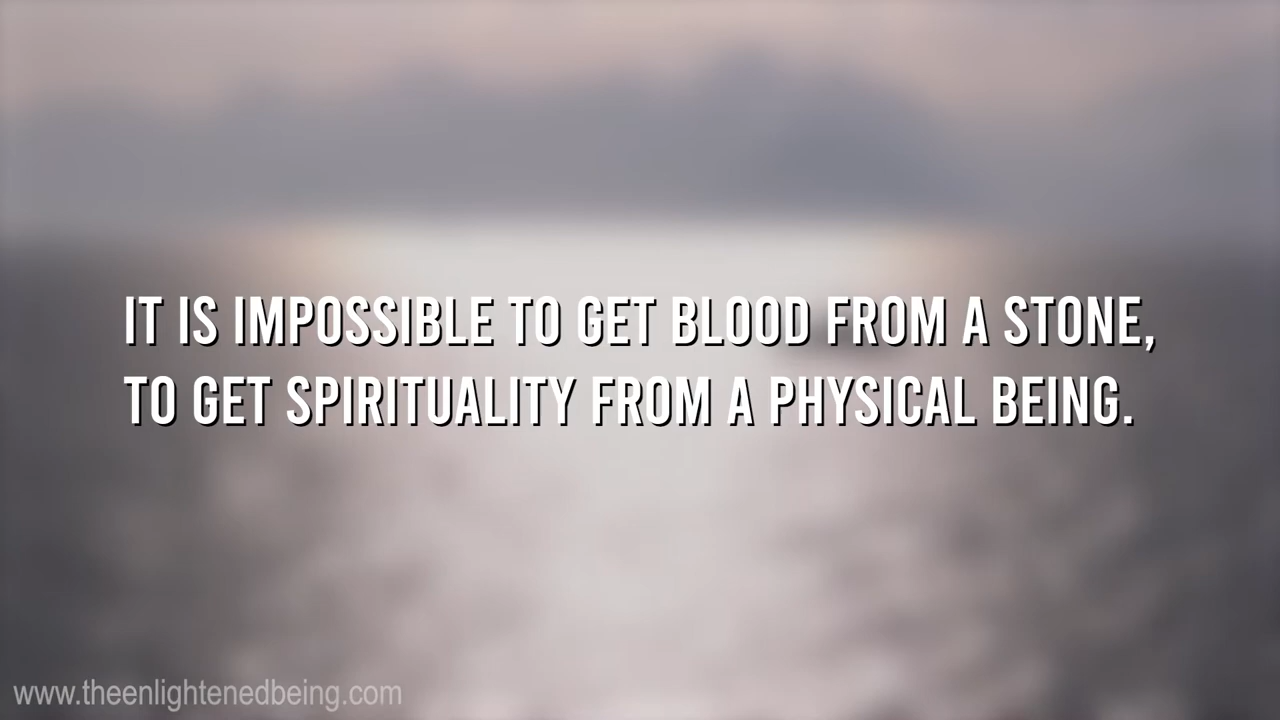 IT IS IMPOSSIBLE TO GET BLOOD FROM A STONE,
TO GET SPIRITUALITY FROM A PHYSICAL BEING.
www.theenlightenedbeing.com